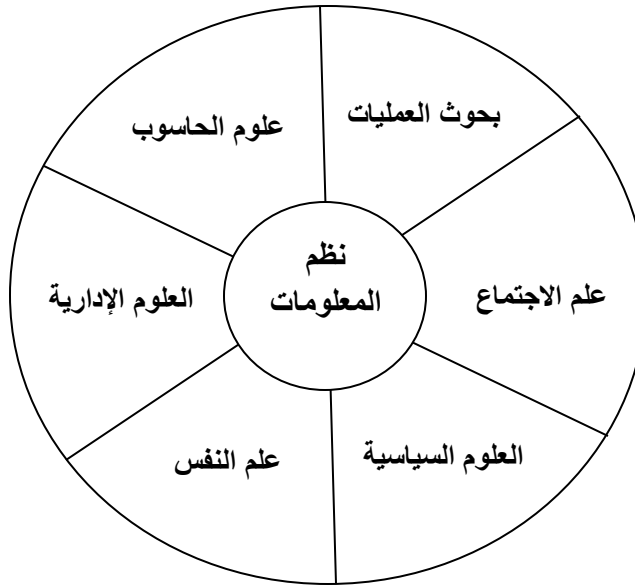 بحوث العمليات
علوم الحاسوب
نظم
المعلومات
علم الاجتماع
العلوم الإدارية
العلوم السياسية
علم النفس